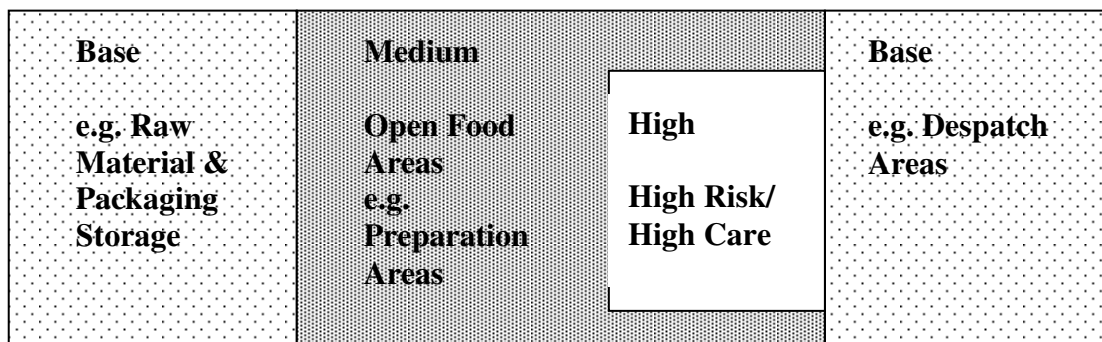 Base
e.g. Raw
Material &
Packaging
Storage
Medium
Open Food
Areas
e.g.
Preparation
Areas
High
High Risk/
High Care
Base
e.g. Despatch
Areas